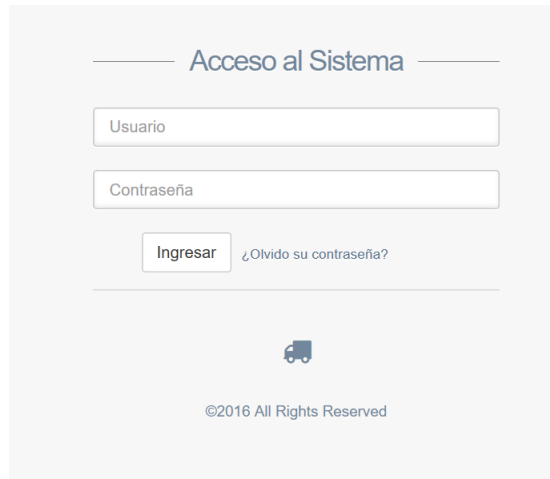 Acceso al Sistema
Usuario
Contraseña
Ingresar ¿Olvido su contraseña?
©2016 All Rights Reserved